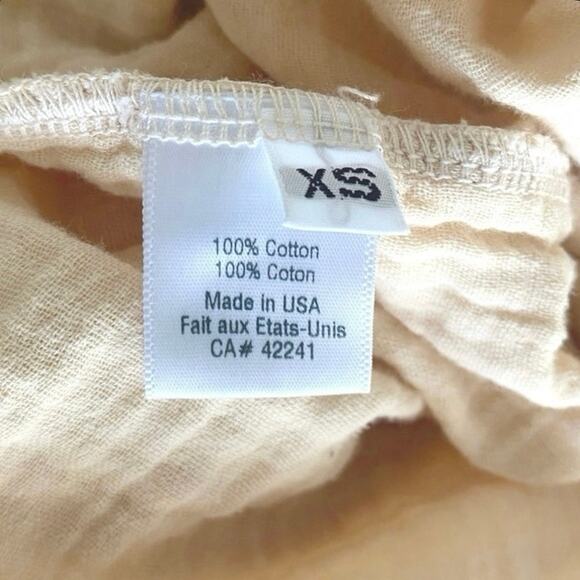 XS
100% Cotton
100% Coton
Made in USA
Fait aux Etats-Unis
CA# 42241